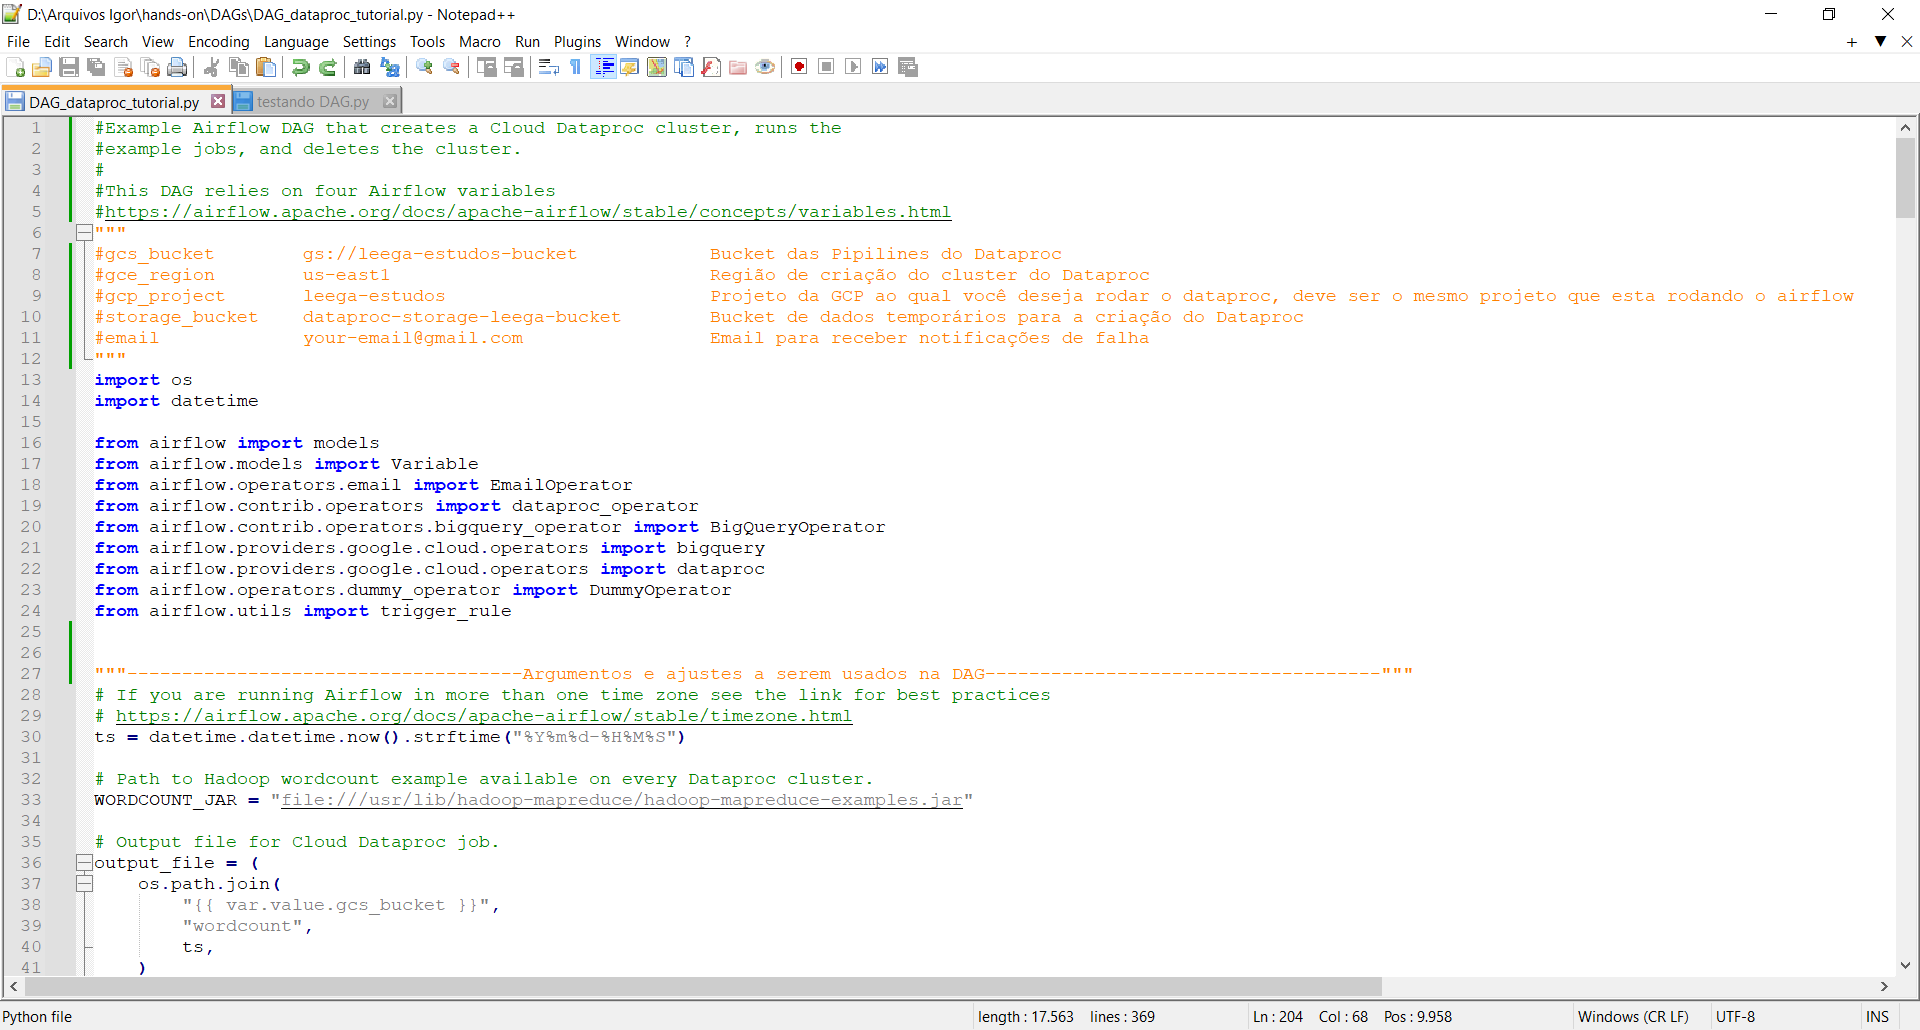 D:\Arquivos Igor\hands-on\DAGs\DAG_dataproc_tutorial.py - Notepad++
File Edit Search View Encoding Language Settings Tools Macro Run Plugins Window ?
DAG_dataproc_tutorial.py testando DAG.py
1 #Example Airflow DAG that creates a Cloud Dataproc cluster, runs the
2 #example jobs, and deletes the cluster.
3 #
4 #This DAG relies on four Airflow variables
5 #https://airflow.apache.org/docs/apache-airflow/stable/concepts/variables.html
6 """
7 #gcs_bucket gs://leega-estudos-bucket Bucket das Pipilines do Dataproc
8 #gce_region us-east1 Região de criação do cluster do Dataproc
9 #gcp_project leega-estudos Projeto da GCP ao qual você deseja rodar o dataproc, deve ser o mesmo projeto que esta rodando o airflow
10 #storage_bucket dataproc-storage-leega-bucket Bucket de dados temporários para a criação do Dataproc
11 #email your-email@gmail.com Email para receber notificações de falha
12 """
13 import os
14 import datetime
15
16 from airflow import models
17 from airflow.models import Variable
18 from airflow.operators.email import EmailOperator
19 from airflow.contrib.operators import dataproc_operator
20 from airflow.contrib.operators.bigquery_operator import BigQueryOperator
21 from airflow.providers.google.cloud.operators import bigquery
22 from airflow.providers.google.cloud.operators import dataproc
23 from airflow.operators.dummy_operator import DummyOperator
24 from airflow.utils import trigger_rule
25
26
27 """------------------------------------Argumentos e ajustes a serem usados na DAG------------------------------------"""
28 # If you are running Airflow in more than one time zone see the link for best practices
29 # https://airflow.apache.org/docs/apache-airflow/stable/timezone.html
30 ts = datetime.datetime.now().strftime("%Y%m%d-%H%M%S")
31
32 # Path to Hadoop wordcount example available on every Dataproc cluster.
33 WORDCOUNT_JAR = "file:///usr/lib/hadoop-mapreduce/hadoop-mapreduce-examples.jar"
34
35 # Output file for Cloud Dataproc job.
36 output_file = (
37 os.path.join(
38 "{{ var.value.gcs_bucket }}",
39 "wordcount",
40 ts,
41 )
Python file length : 17.563 lines : 369 Ln : 204 Col : 68 Pos : 9.958 Windows (CR LF) UTF-8 INS